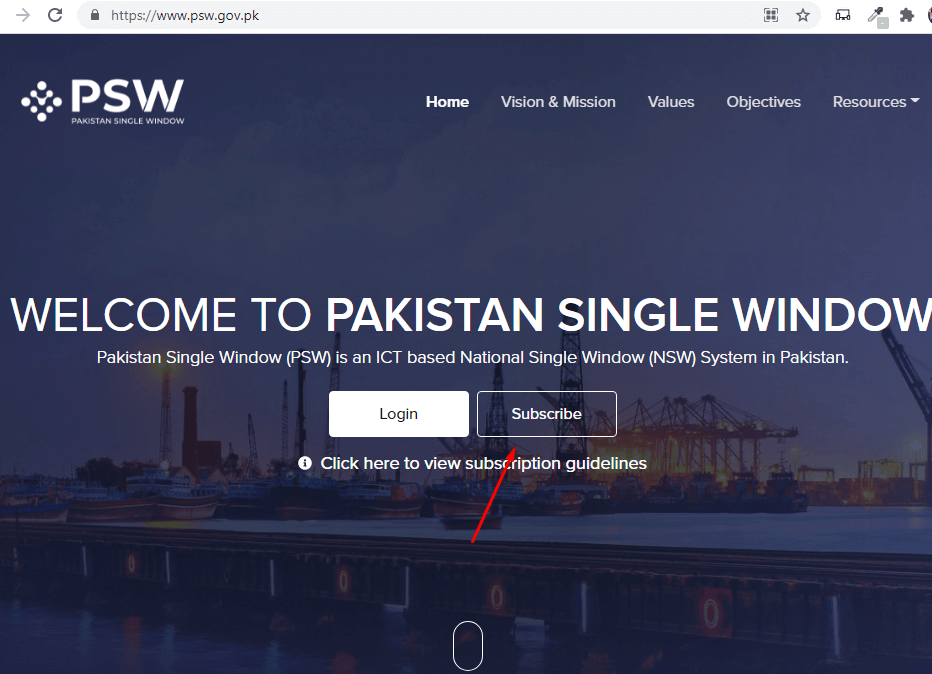 https://www.psw.gov.pk
PSW
PAKISTAN SINGLE WINDOW
Home Vision & Mission Values Objectives Resources
WELCOME TO PAKISTAN SINGLE WINDOW
Pakistan Single Window (PSW) is an ICT based National Single Window (NSW) System in Pakistan.
Login Subscribe
Click here to view subscription guidelines